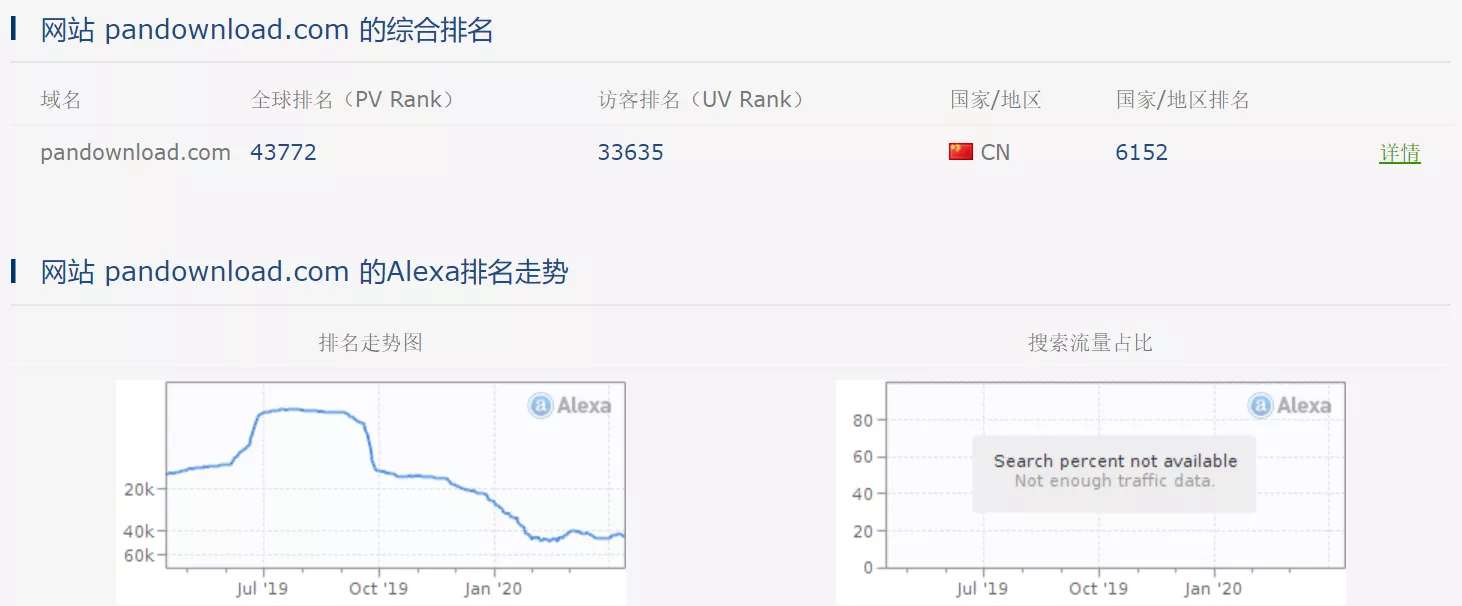 网站 pandownload.com 的综合排名
域名 全球排名（PV Rank） 访客排名（UV Rank） 国家/地区 国家/地区排名
pandownload.com 43772 33635 CN 6152 详情
网站 pandownload.com 的Alexa排名走势
排名走势图 搜索流量占比
a Alexa
20k
40k
60k
Jul '19 Oct '19 Jan '20
a Alexa
80
60
40
20
0
Search percent not available
Not enough traffic data.
Jul '19 Oct '19 Jan '20